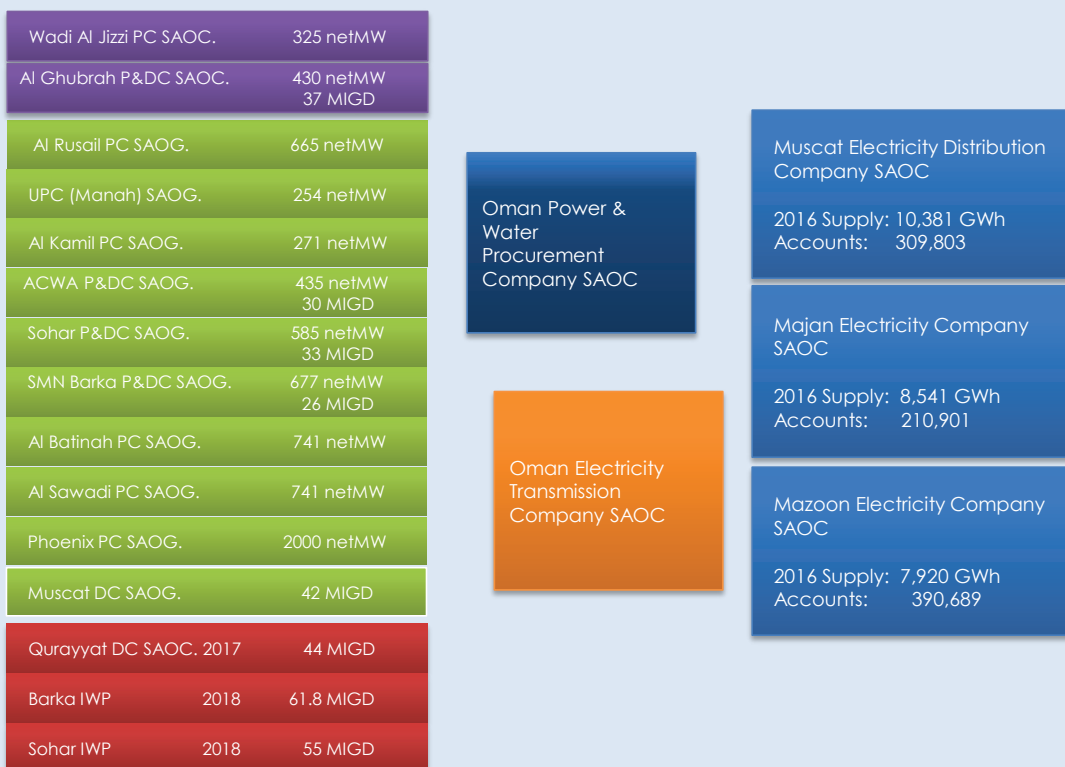 Wadi Al Jizzi PC SAOC. 325 netMW
Al Ghubrah P&DC SAOC. 430 netMW
37 MIGD
Al Rusail PC SAOG. 665 netMW
UPC (Manah) SAOG. 254 netMW
Al Kamil PC SAOG. 271 netMW
ACWA P&DC SAOG. 435 netMW
30 MIGD
Sohar P&DC SAOG. 585 netMW
33 MIGD
SMN Barka P&DC SAOG. 677 netMW
26 MIGD
Al Batinah PC SAOG. 741 netMW
Al Sawadi PC SAOG. 741 netMW
Phoenix PC SAOG. 2000 netMW
Muscat DC SAOG. 42 MIGD
Qurayyat DC SAOC. 2017 44 MIGD
Barka IWP 2018 61.8 MIGD
Sohar IWP 2018 55 MIGD
Oman Power &
Water
Procurement
Company SAOC
Oman Electricity
Transmission
Company SAOC
Muscat Electricity Distribution
Company SAOC
2016 Supply: 10,381 GWh
Accounts: 309,803
Majan Electricity Company
SAOC
2016 Supply: 8,541 GWh
Accounts: 210,901
Mazoon Electricity Company
SAOC
2016 Supply: 7,920 GWh
Accounts: 390,689